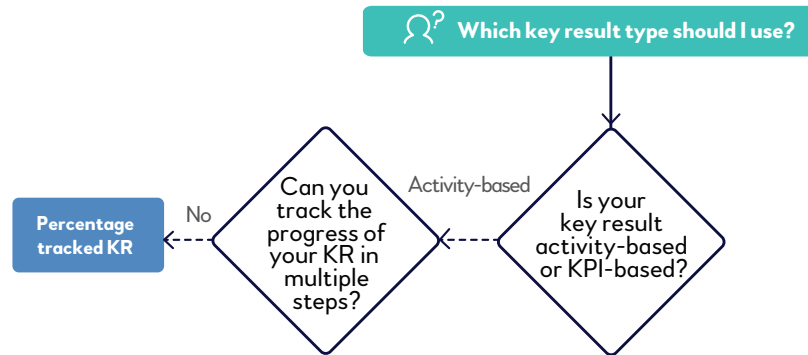 Which key result type should I use?
Is your
key result
activity-based
or KPI-based?
Activity-based
Can you
track the
progress of
your KR in
multiple
steps?
No
Percentage
tracked KR